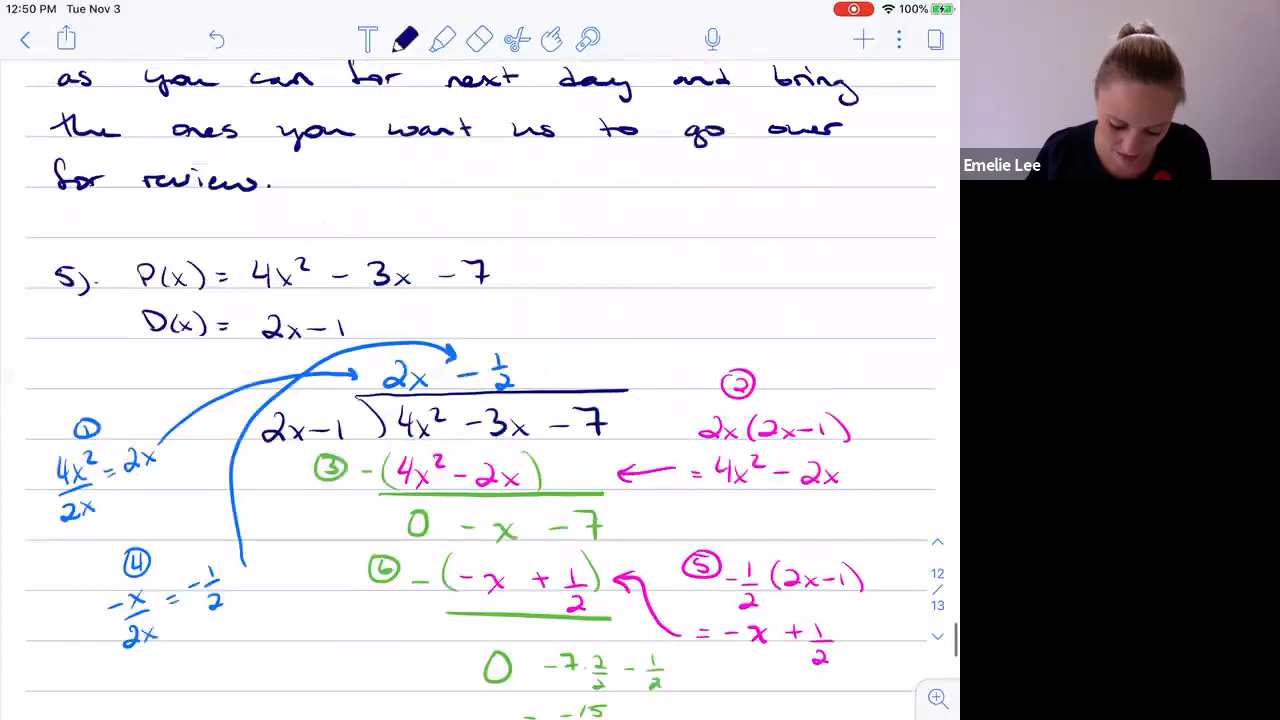 12:50 PM Tue Nov 3
100%
as you can for next day and bring
the ones you want us to go over
for review.
Emelie Lee
5). P(x) = 4x² - 3x - 7
D(x) = 2x - 1
2x - 1/2
2x-1 ) 4x² - 3x - 7
① 4x²/2x = 2x
② 2x(2x-1)
= 4x² - 2x
③ -(4x² - 2x)
0 - x - 7
④ -x/2x = -1/2
⑤ -1/2 (2x-1)
= -x + 1/2
⑥ -(-x + 1/2)
0 -7·2/2 - 1/2
= -15
12
/
13